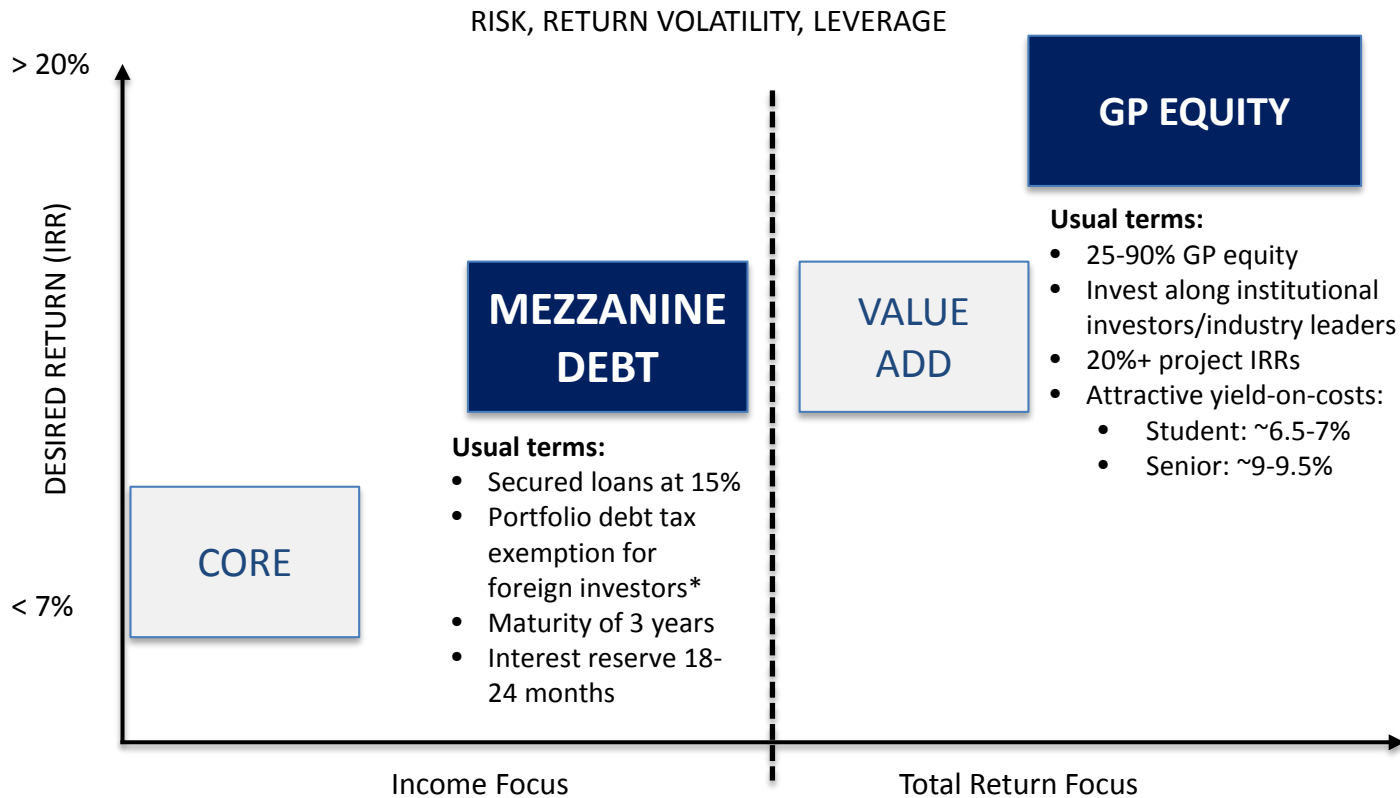 RISK, RETURN VOLATILITY, LEVERAGE
> 20%
DESIRED RETURN (IRR)
< 7%
CORE
MEZZANINE
DEBT
Usual terms:
• Secured loans at 15%
• Portfolio debt tax
exemption for
foreign investors*
• Maturity of 3 years
• Interest reserve 18-
24 months
VALUE
ADD
GP EQUITY
Usual terms:
• 25-90% GP equity
• Invest along institutional
investors/industry leaders
• 20%+ project IRRs
• Attractive yield-on-costs:
• Student: ~6.5-7%
• Senior: ~9-9.5%
Income Focus
Total Return Focus